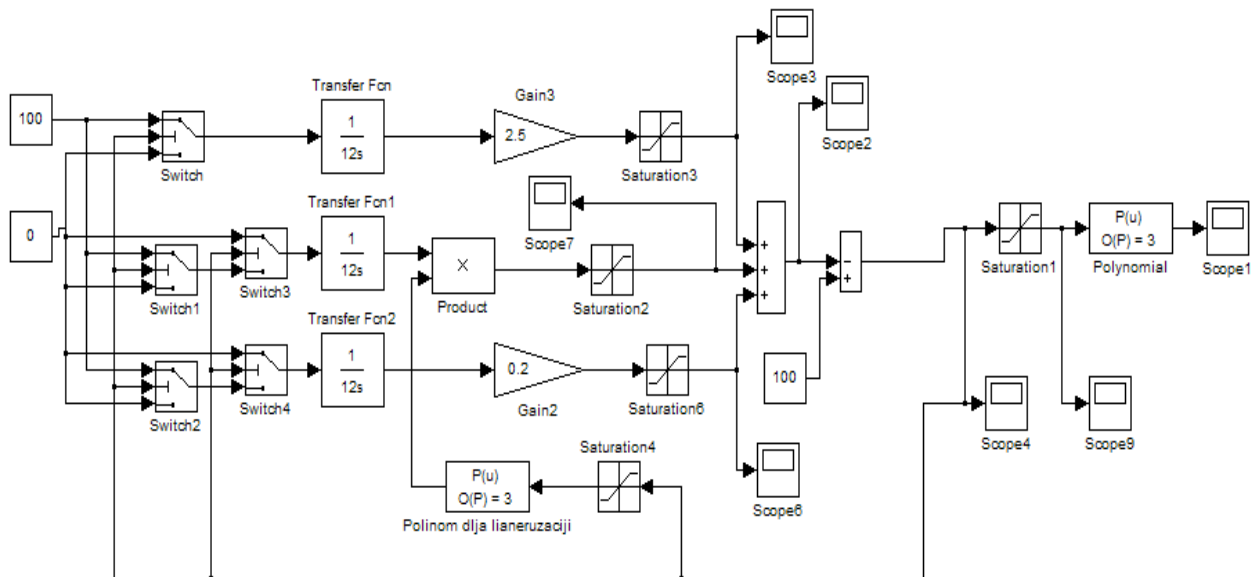 Scope3
Transfer Fcn
Gain3
100
1
12s
2.5
Scope2
Switch
Saturation3
Transfer Fcn1
0
1
12s
Scope7
X
+
+
+
−
+
P(u)
O(P) = 3
Saturation1
Polynomial
Scope1
Switch3
Switch1
Product
Saturation2
Transfer Fcn2
1
12s
0.2
100
Switch4
Switch2
Gain2
Saturation6
Scope4
Scope9
Saturation4
P(u)
O(P) = 3
Scope6
Polinom dlja lianeruzaciji